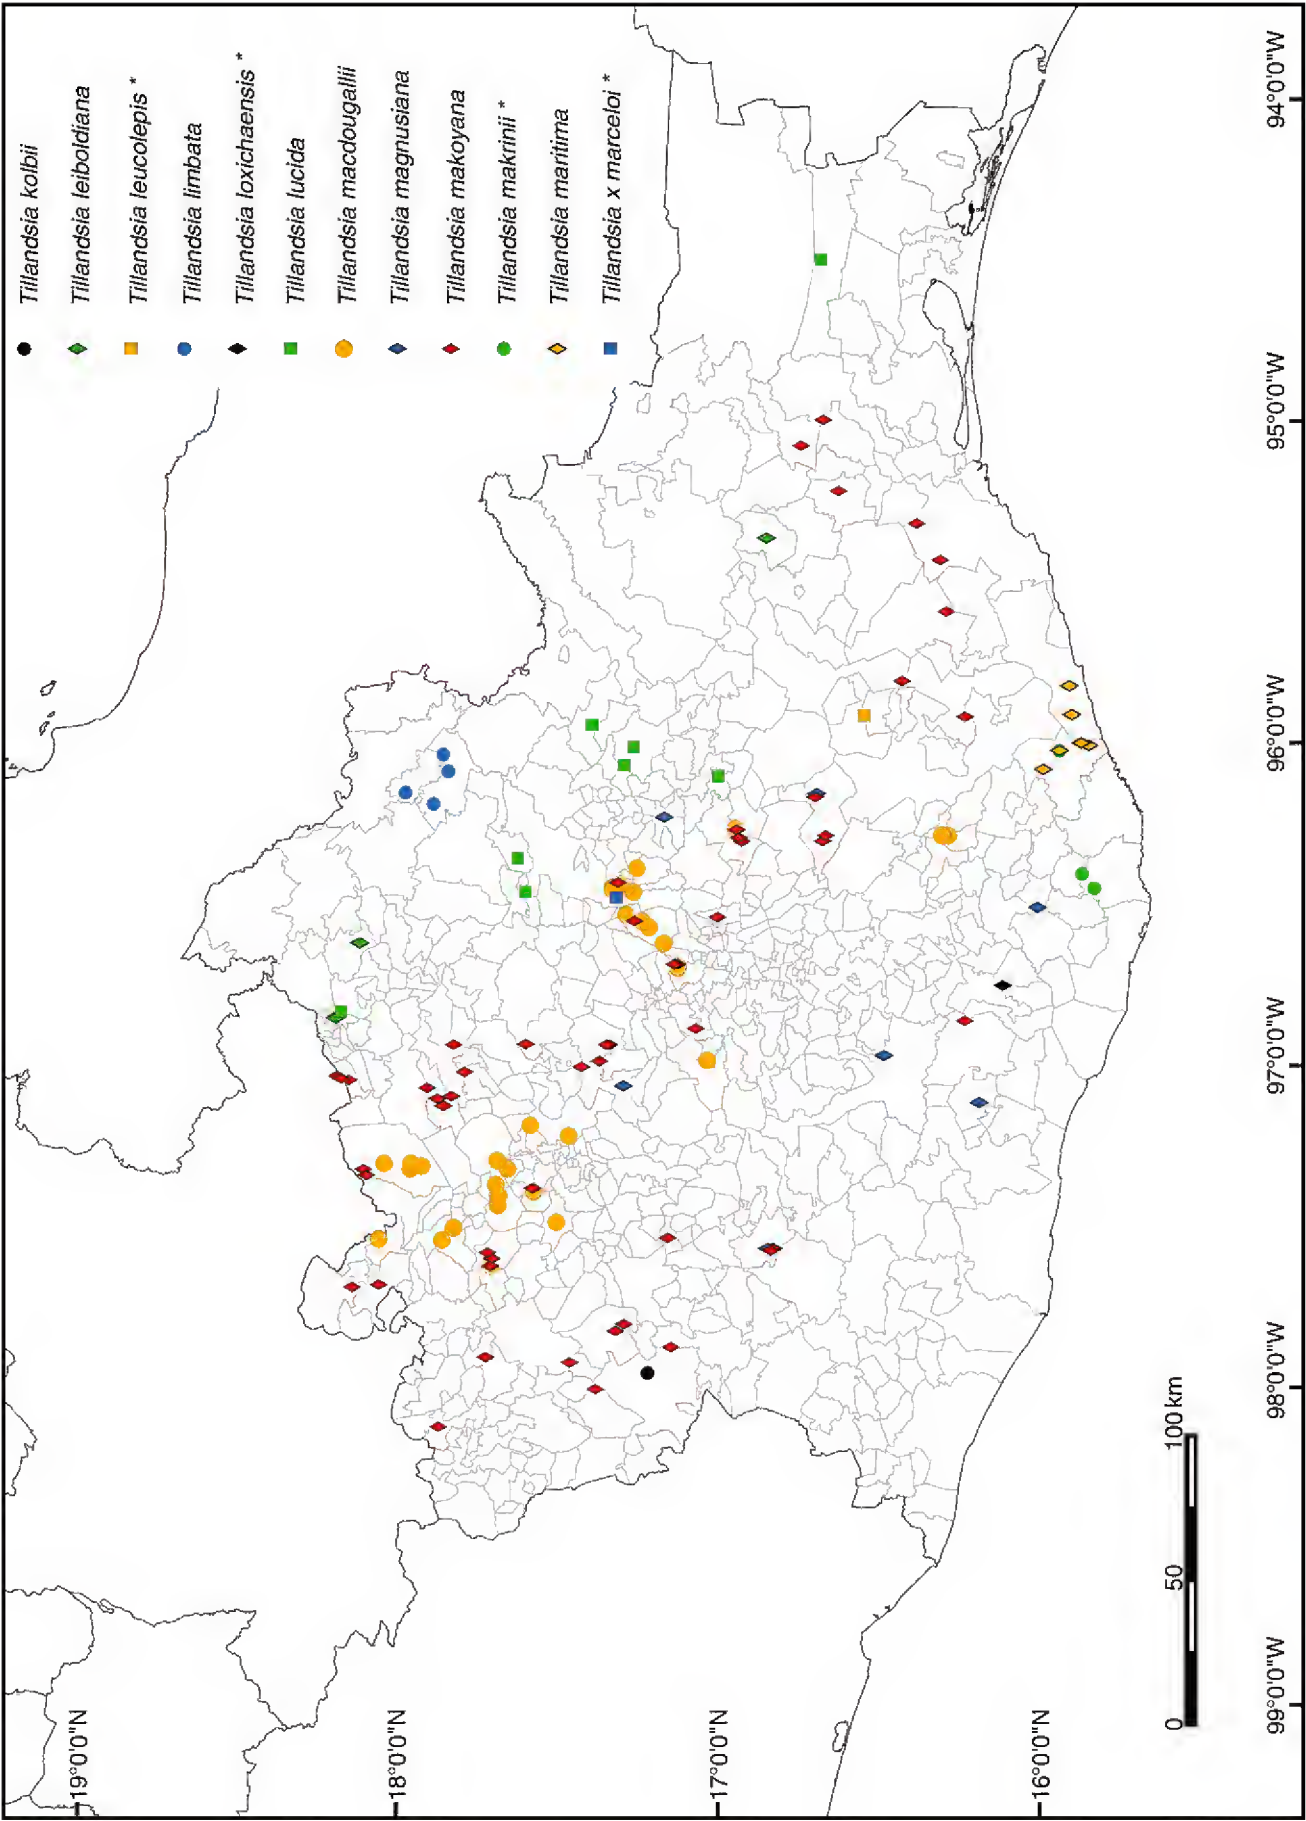 Tillandsia kolbii
Tillandsia leiboldiana
Tillandsia leucolepis *
Tillandsia limbata
Tillandsia loxichaensis *
Tillandsia lucida
Tillandsia macdougallii
Tillandsia magnusiana
Tillandsia makoyana
Tillandsia makrinii *
Tillandsia maritima
Tillandsia x marceloi *
19°0'0"N
18°0'0"N
17°0'0"N
16°0'0"N
0 50 100 km
99°0'0"W 98°0'0"W 97°0'0"W 96°0'0"W 95°0'0"W 94°0'0"W